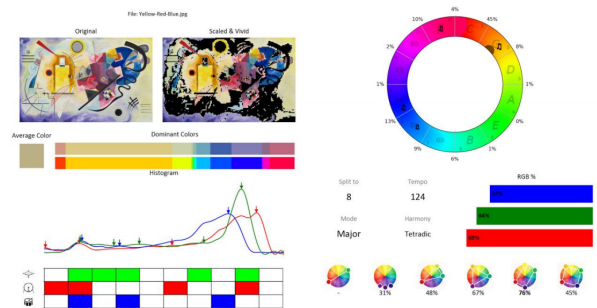 File: Yellow-Red-Blue.jpg
Original
Scaled & Vivid
Average Color
Dominant Colors
Histogram
4%
10%
45%
2%
8%
1%
1%
13%
0%
9%
1%
6%
C
D
A
E
B
Split to
Tempo
RGB %
8
124
Mode
Harmony
Major
Tetradic
-
31%
48%
67%
76%
45%